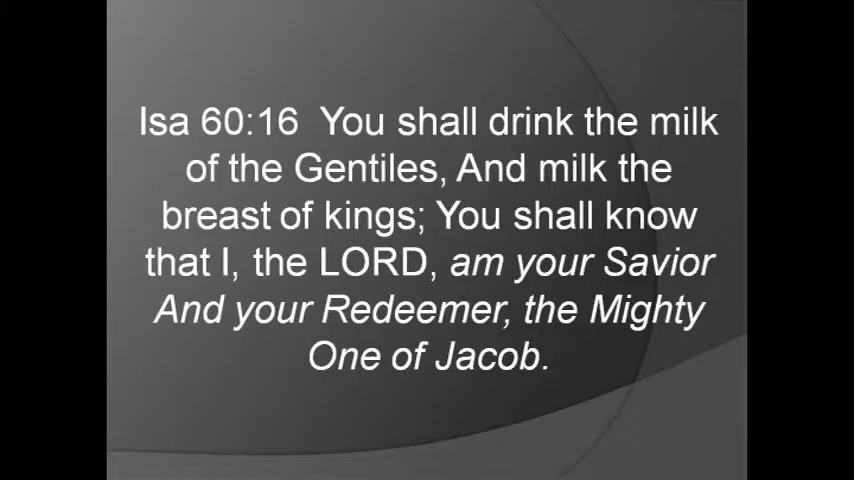 Isa 60:16  You shall drink the milk
of the Gentiles, And milk the
breast of kings; You shall know
that I, the LORD, am your Savior
And your Redeemer, the Mighty
One of Jacob.